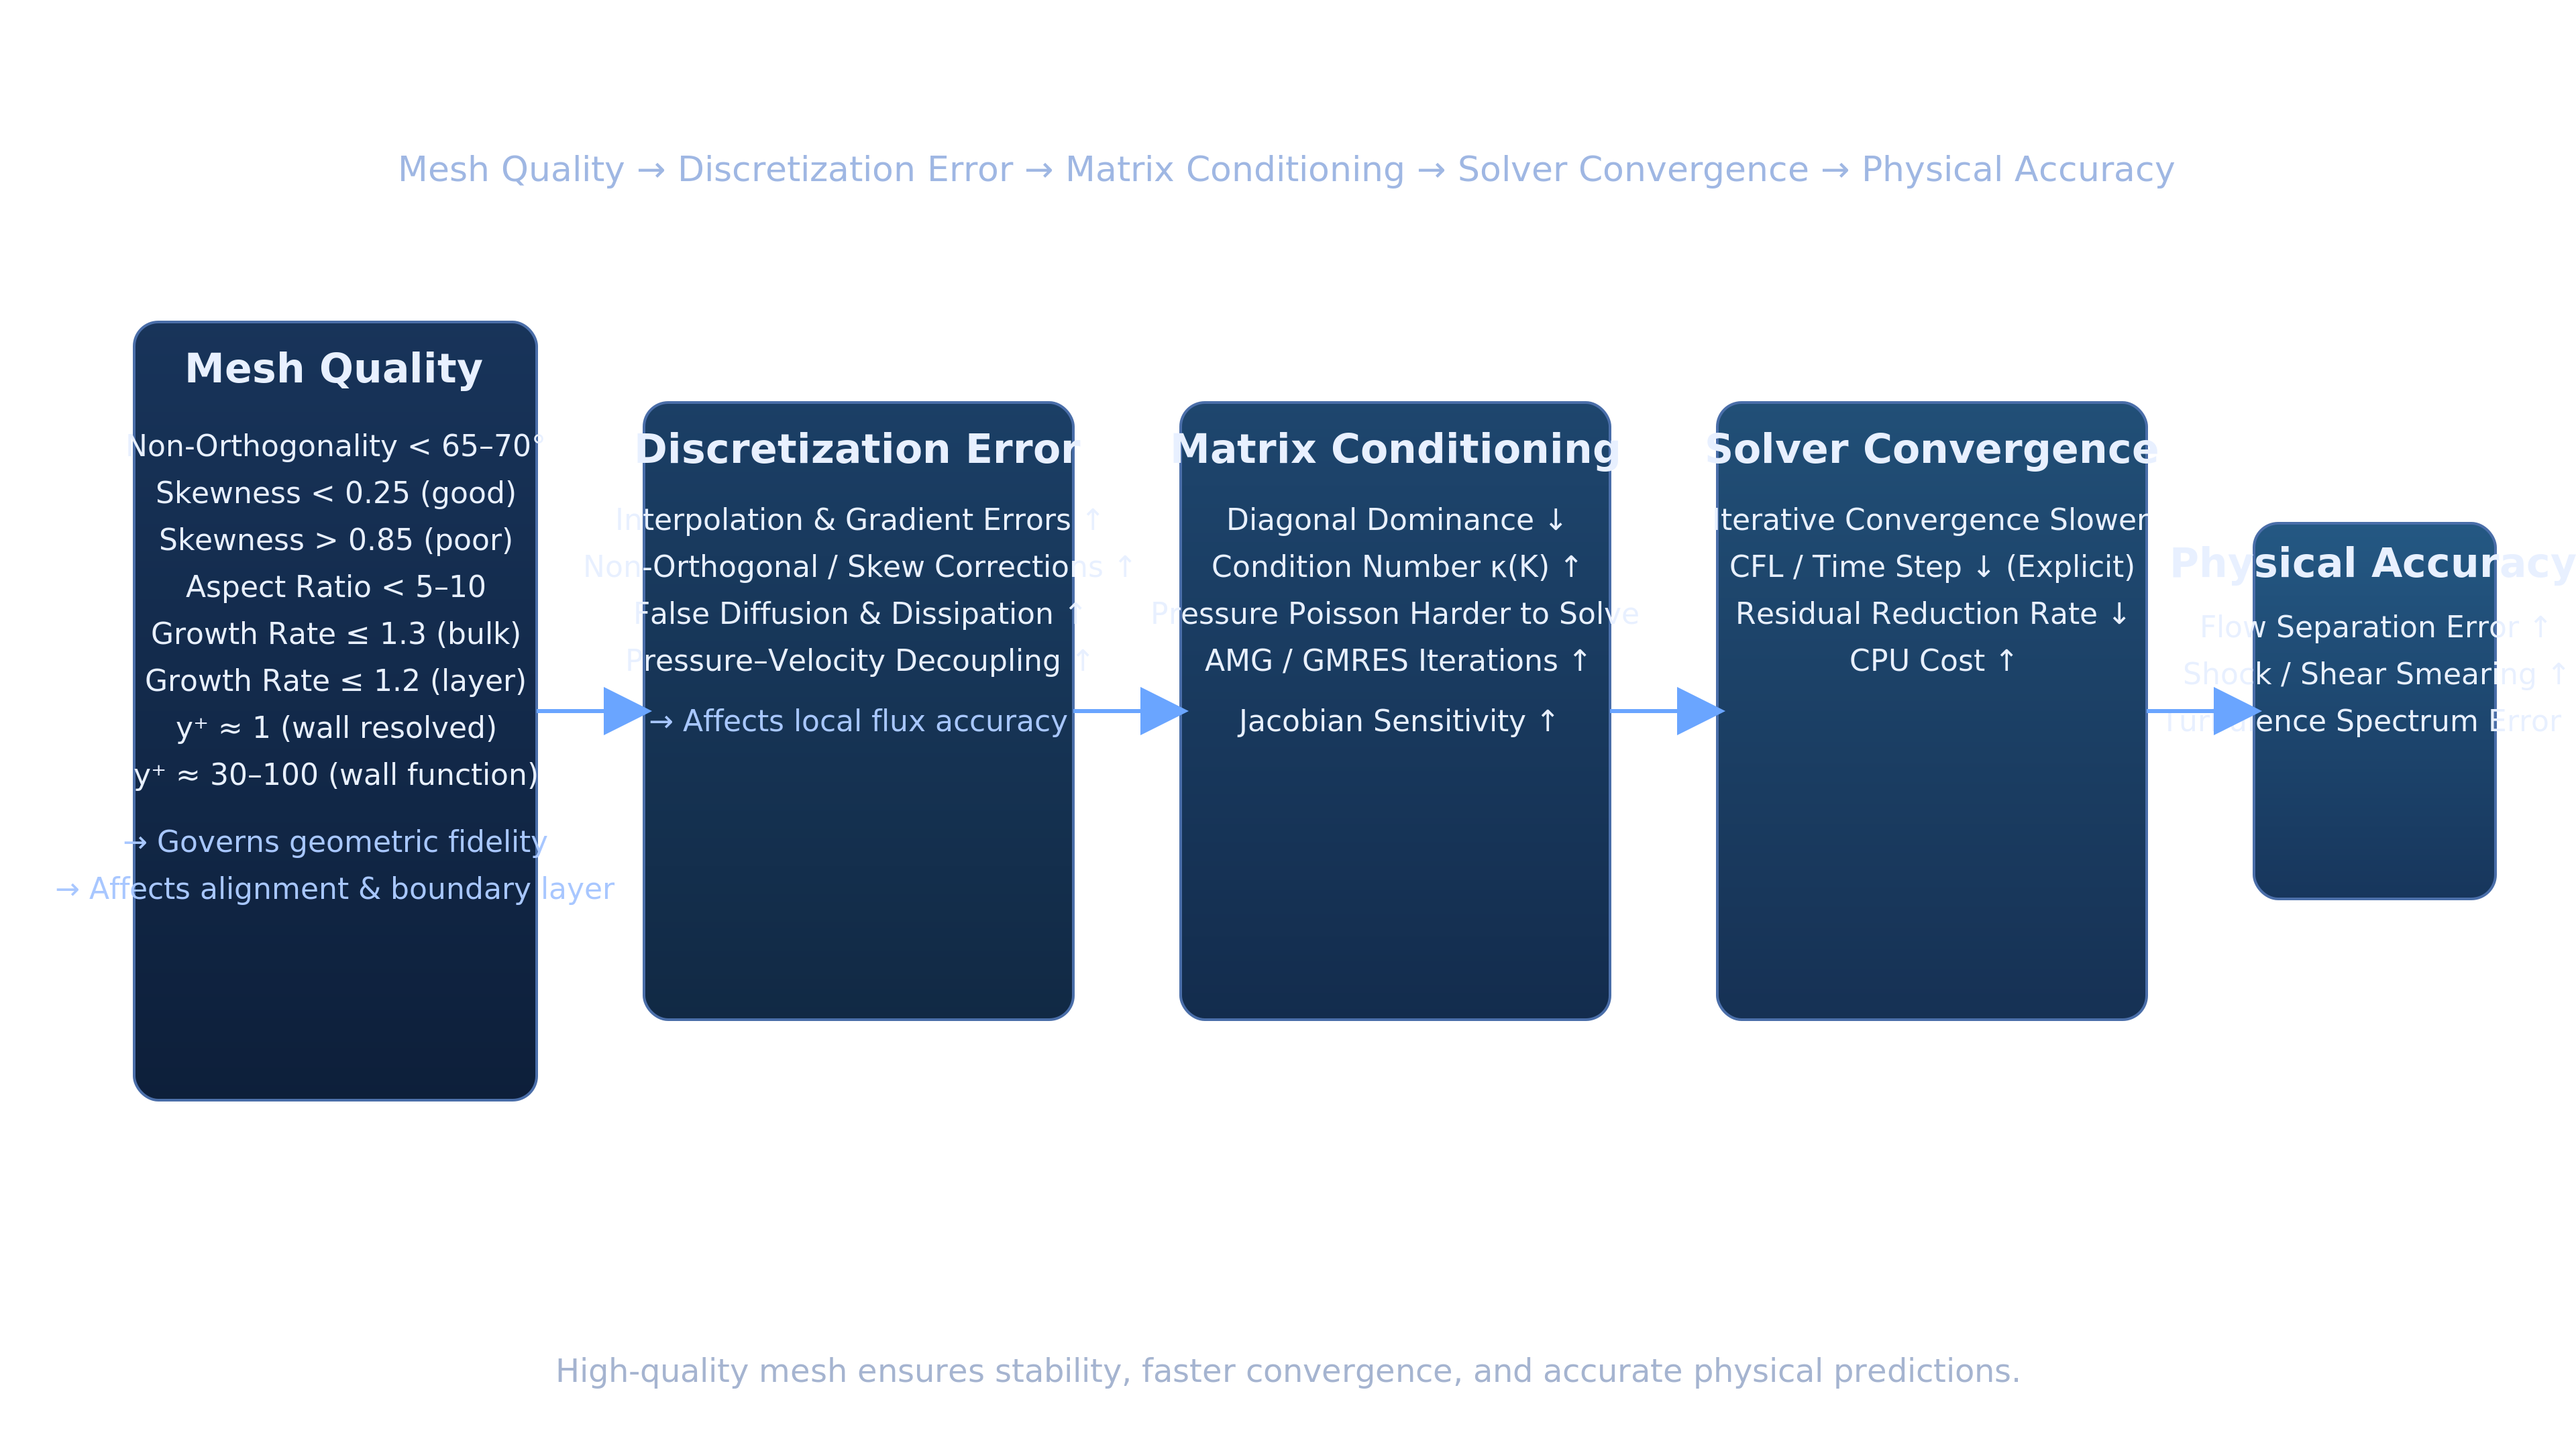 Mesh Quality → Discretization Error → Matrix Conditioning → Solver Convergence → Physical Accuracy
Mesh Quality
Non-Orthogonality < 65–70°
Skewness < 0.25 (good)
Skewness > 0.85 (poor)
Aspect Ratio < 5–10
Growth Rate ≤ 1.3 (bulk)
Growth Rate ≤ 1.2 (layer)
y⁺ ≈ 1 (wall resolved)
y⁺ ≈ 30–100 (wall function)
→ Governs geometric fidelity
→ Affects alignment & boundary layer
Discretization Error
Interpolation & Gradient Errors ↑
Non-Orthogonal / Skew Corrections ↑
False Diffusion & Dissipation ↑
Pressure–Velocity Decoupling ↑
→ Affects local flux accuracy
Matrix Conditioning
Diagonal Dominance ↓
Condition Number κ(K) ↑
Pressure Poisson Harder to Solve
AMG / GMRES Iterations ↑
Jacobian Sensitivity ↑
Solver Convergence
Iterative Convergence Slower
CFL / Time Step ↓ (Explicit)
Residual Reduction Rate ↓
CPU Cost ↑
Physical Accuracy
Flow Separation Error ↑
Shock / Shear Smearing ↑
Turbulence Spectrum Error
High-quality mesh ensures stability, faster convergence, and accurate physical predictions.